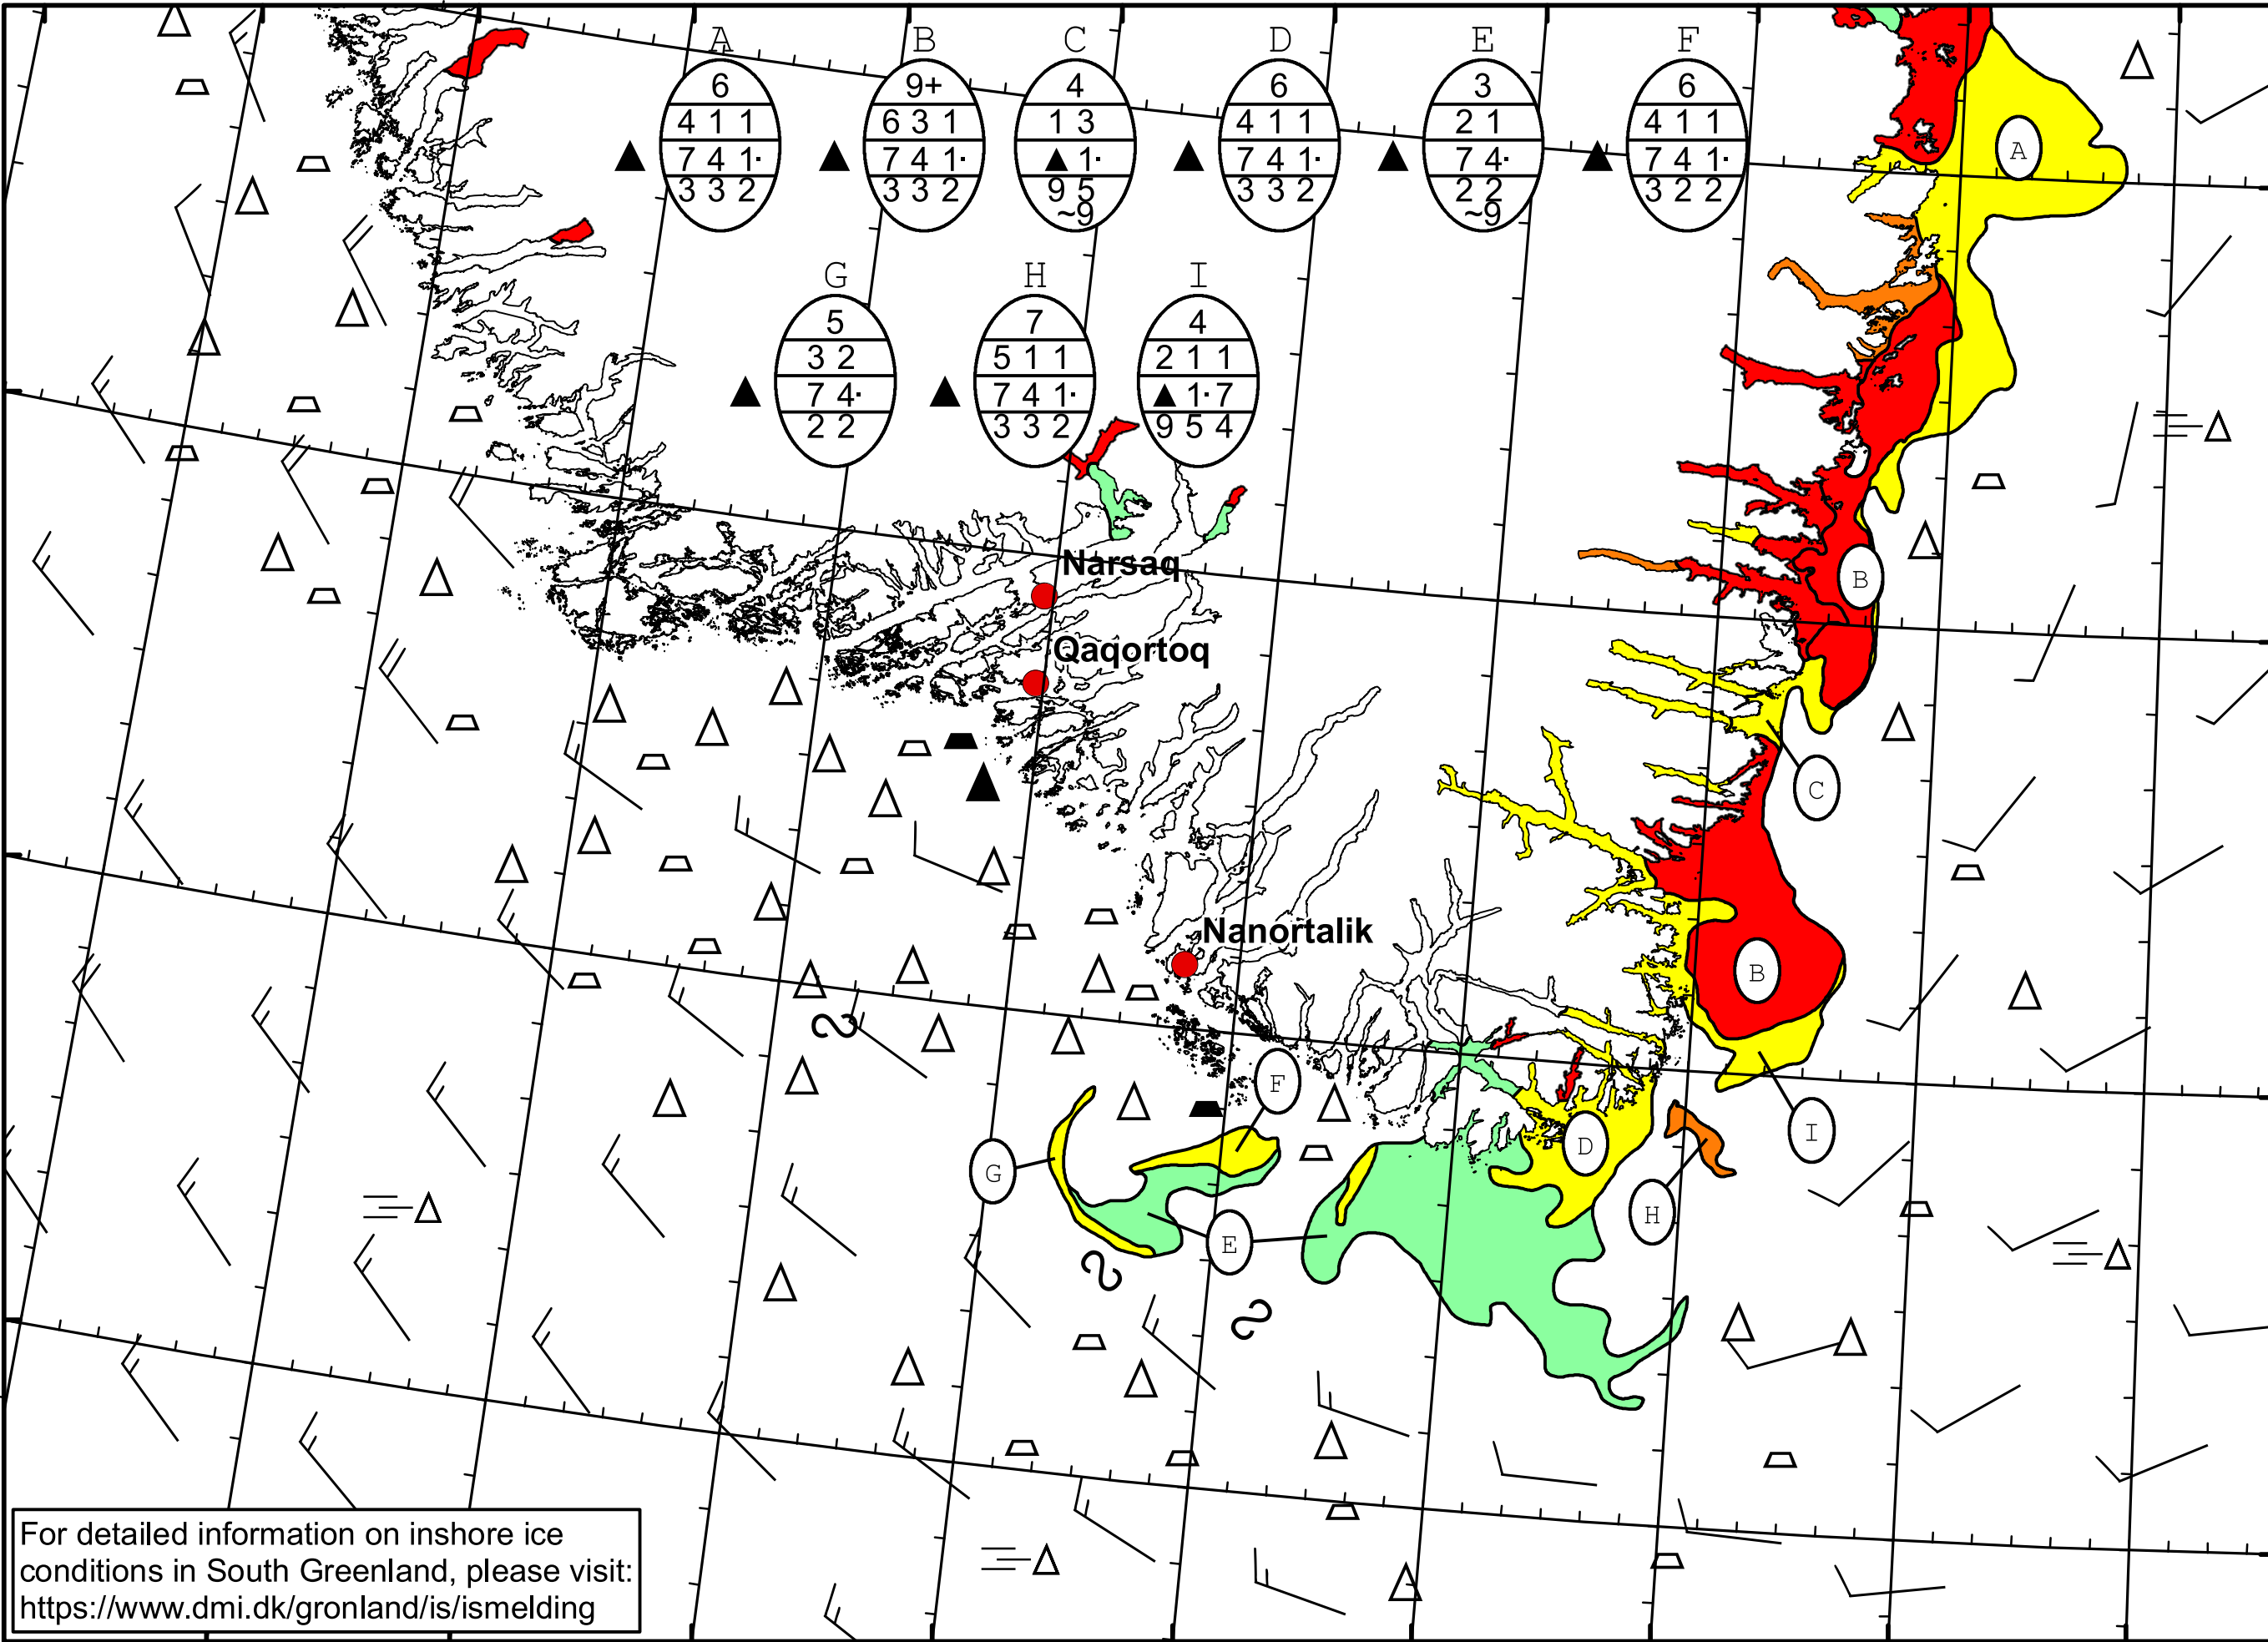 A B C D E F
6 9+ 4 6 3 6
4 1 1 6 3 1 1 3 4 1 1 2 1 4 1 1
7 4 1· 7 4 1· ▲ 1· 7 4 1· 7 4· 7 4 1·
3 3 2 3 3 2 9 5 3 3 2 2 2 3 2 2
~9 ~9
A
G H I
5 7 4
3 2 5 1 1 2 1 1
7 4· 7 4 1· ▲ 1· 7
2 2 3 3 2 9 5 4
Narsaq
B
Qaqortoq
C
Nanortalik
B
F
I
D
G
H
E
For detailed information on inshore ice
conditions in South Greenland, please visit:
https://www.dmi.dk/gronland/is/ismelding